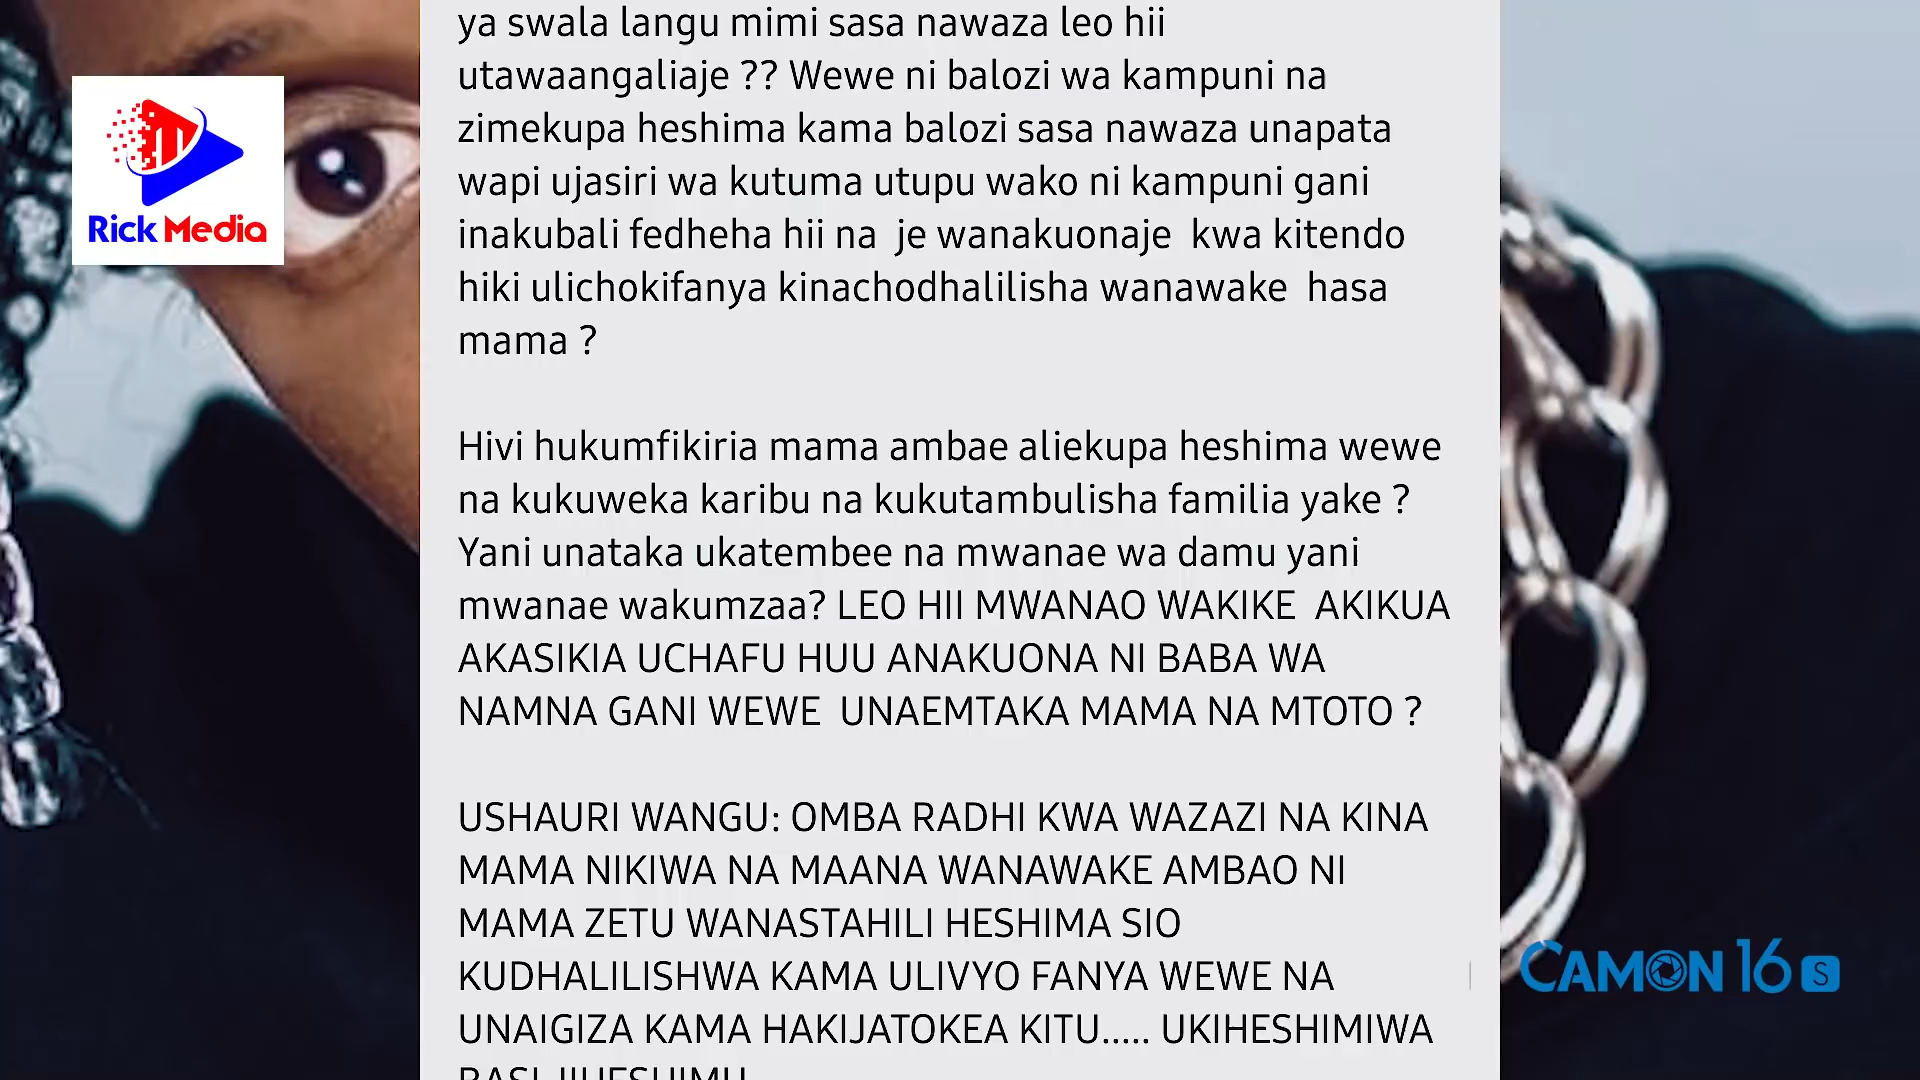 ya swala langu mimi sasa nawaza leo hii
utawaangaliaje ?? Wewe ni balozi wa kampuni na
zimekupa heshima kama balozi sasa nawaza unapata
wapi ujasiri wa kutuma utupu wako ni kampuni gani
inakubali fedheha hii na je wanakuonaje kwa kitendo
hiki ulichokifanya kinachodhalilisha wanawake hasa
mama ?
Hivi hukumfikiria mama ambae aliekupa heshima wewe
na kukuweka karibu na kukutambulisha familia yake ?
Yani unataka ukatembee na mwanae wa damu yani
mwanae wakumzaa? LEO HII MWANAO WAKIKE AKIKUA
AKASIKIA UCHAFU HUU ANAKUONA NI BABA WA
NAMNA GANI WEWE UNAEMTAKA MAMA NA MTOTO ?
USHAURI WANGU: OMBA RADHI KWA WAZAZI NA KINA
MAMA NIKIWA NA MAANA WANAWAKE AMBAO NI
MAMA ZETU WANASTAHILI HESHIMA SIO
KUDHALILISHWA KAMA ULIVYO FANYA WEWE NA
UNAIGIZA KAMA HAKIJATOKEA KITU..... UKIHESHIMIWA
BASI JIHESHIMU
Rick Media
CAMON 16 S